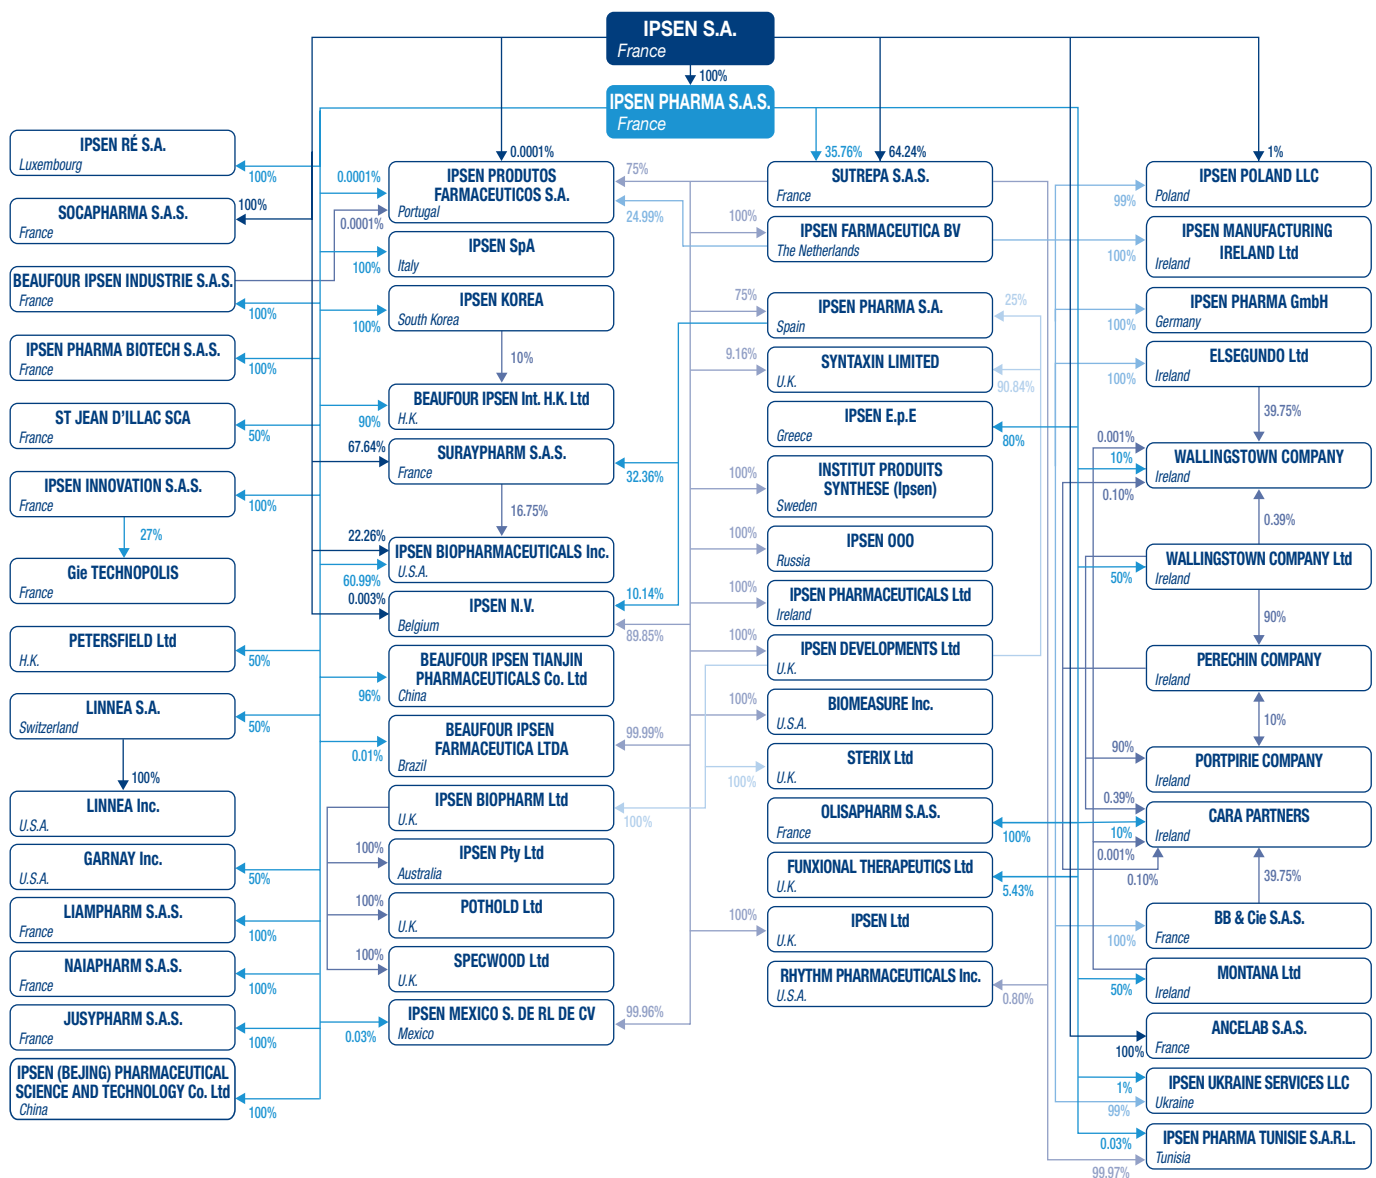 IPSEN S.A.
France
100%
IPSEN PHARMA S.A.S.
France
IPSEN RÉ S.A.
Luxembourg
100%
SOCAPHARMA S.A.S.
France
100%
BEAUFOUR IPSEN INDUSTRIE S.A.S.
France
100%
IPSEN PHARMA BIOTECH S.A.S.
France
100%
ST JEAN D'ILLAC SCA
France
50%
IPSEN INNOVATION S.A.S.
France
100%
27%
Gie TECHNOPOLIS
France
PETERSFIELD Ltd
H.K.
50%
LINNEA S.A.
Switzerland
50%
100%
LINNEA Inc.
U.S.A.
GARNAY Inc.
U.S.A.
50%
LIAMPHARM S.A.S.
France
100%
NAIAPHARM S.A.S.
France
100%
JUSYPHARM S.A.S.
France
100%
IPSEN (BEJING) PHARMACEUTICAL
SCIENCE AND TECHNOLOGY Co. Ltd
China
100%
0.0001%
0.0001%
IPSEN PRODUTOS
FARMACEUTICOS S.A.
Portugal
0.0001%
75%
24.99%
IPSEN SpA
Italy
100%
IPSEN KOREA
South Korea
100%
10%
BEAUFOUR IPSEN Int. H.K. Ltd
H.K.
90%
67.64%
SURAYPHARM S.A.S.
France
32.36%
16.75%
22.26%
IPSEN BIOPHARMACEUTICALS Inc.
U.S.A.
60.99%
0.003%
IPSEN N.V.
Belgium
10.14%
89.85%
BEAUFOUR IPSEN TIANJIN
PHARMACEUTICALS Co. Ltd
China
96%
BEAUFOUR IPSEN
FARMACEUTICA LTDA
Brazil
0.01%
99.99%
IPSEN BIOPHARM Ltd
U.K.
100%
100%
IPSEN Pty Ltd
Australia
100%
POTHOLD Ltd
U.K.
100%
SPECWOOD Ltd
U.K.
IPSEN MEXICO S. DE RL DE CV
Mexico
0.03%
99.96%
35.76%
64.24%
SUTREPA S.A.S.
France
100%
IPSEN FARMACEUTICA BV
The Netherlands
75%
IPSEN PHARMA S.A.
Spain
25%
9.16%
SYNTAXIN LIMITED
U.K.
90.84%
IPSEN E.p.E
Greece
80%
100%
INSTITUT PRODUITS
SYNTHESE (Ipsen)
Sweden
100%
IPSEN OOO
Russia
100%
IPSEN PHARMACEUTICALS Ltd
Ireland
100%
IPSEN DEVELOPMENTS Ltd
U.K.
100%
BIOMEASURE Inc.
U.S.A.
STERIX Ltd
U.K.
100%
OLISAPHARM S.A.S.
France
100%
FUNXIONAL THERAPEUTICS Ltd
U.K.
5.43%
100%
IPSEN Ltd
U.K.
RHYTHM PHARMACEUTICALS Inc.
U.S.A.
0.80%
1%
IPSEN POLAND LLC
Poland
99%
IPSEN MANUFACTURING
IRELAND Ltd
Ireland
100%
IPSEN PHARMA GmbH
Germany
100%
ELSEGUNDO Ltd
Ireland
100%
39.75%
0.001%
10%
0.10%
WALLINGSTOWN COMPANY
Ireland
0.39%
WALLINGSTOWN COMPANY Ltd
Ireland
50%
90%
PERECHIN COMPANY
Ireland
10%
90%
PORTPIRIE COMPANY
Ireland
0.39%
CARA PARTNERS
Ireland
10%
0.001%
0.10%
39.75%
BB & Cie S.A.S.
France
100%
MONTANA Ltd
Ireland
50%
ANCELAB S.A.S.
France
100%
IPSEN UKRAINE SERVICES LLC
Ukraine
1%
99%
IPSEN PHARMA TUNISIE S.A.R.L.
Tunisia
0.03%
99.97%